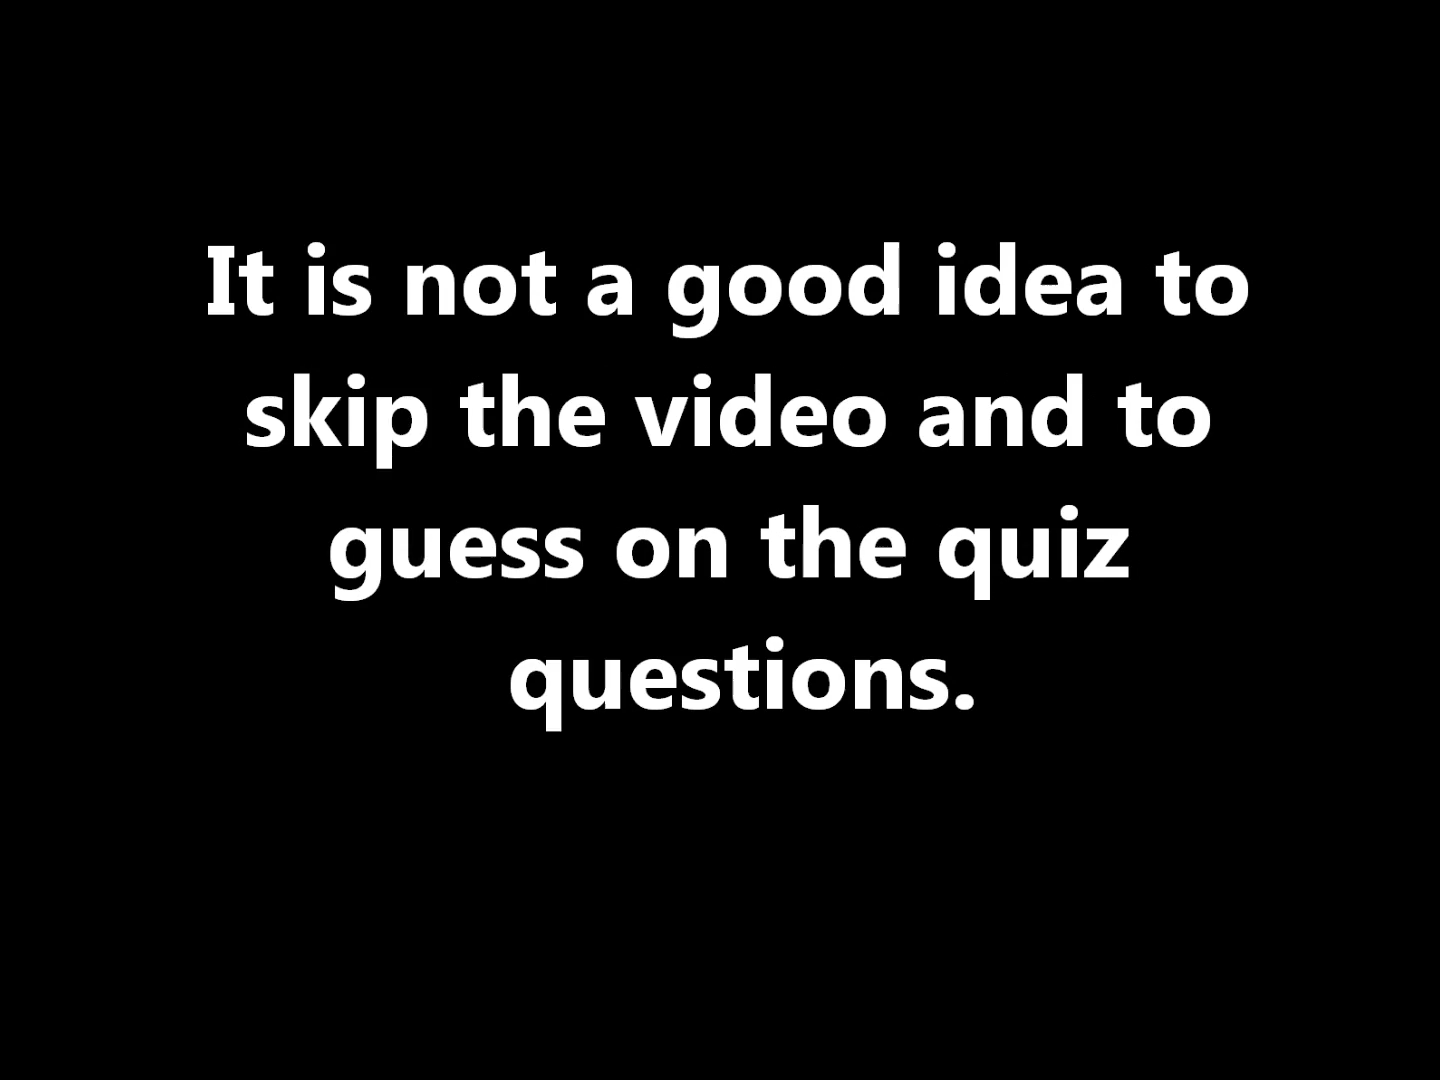 It is not a good idea to
skip the video and to
guess on the quiz
questions.